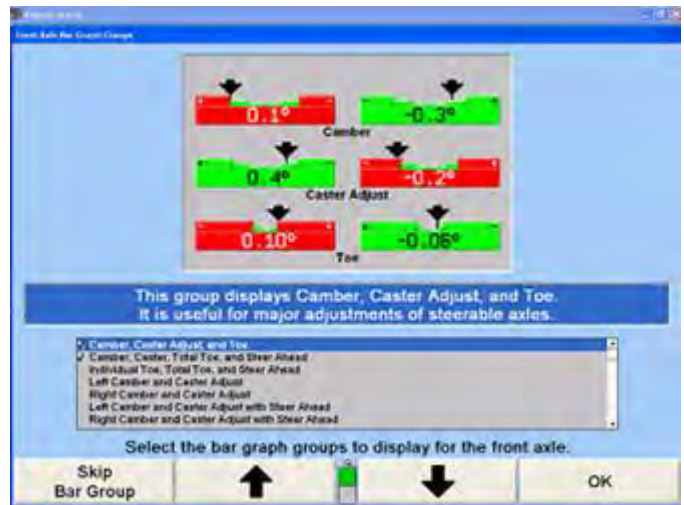 Front Axle Bar Graph Groups
0.1° -0.3°
Camber
0.4° -0.2°
Caster Adjust
0.10° -0.06°
Toe
This group displays Camber, Caster Adjust, and Toe.
It is useful for major adjustments of steerable axles.
Camber, Caster Adjust, and Toe
Camber, Caster, Total Toe, and Steer Ahead
Individual Toe, Total Toe, and Steer Ahead
Left Camber and Caster Adjust
Right Camber and Caster Adjust
Left Camber and Caster Adjust with Steer Ahead
Right Camber and Caster Adjust with Steer Ahead
Select the bar graph groups to display for the front axle.
Skip
Bar Group
OK